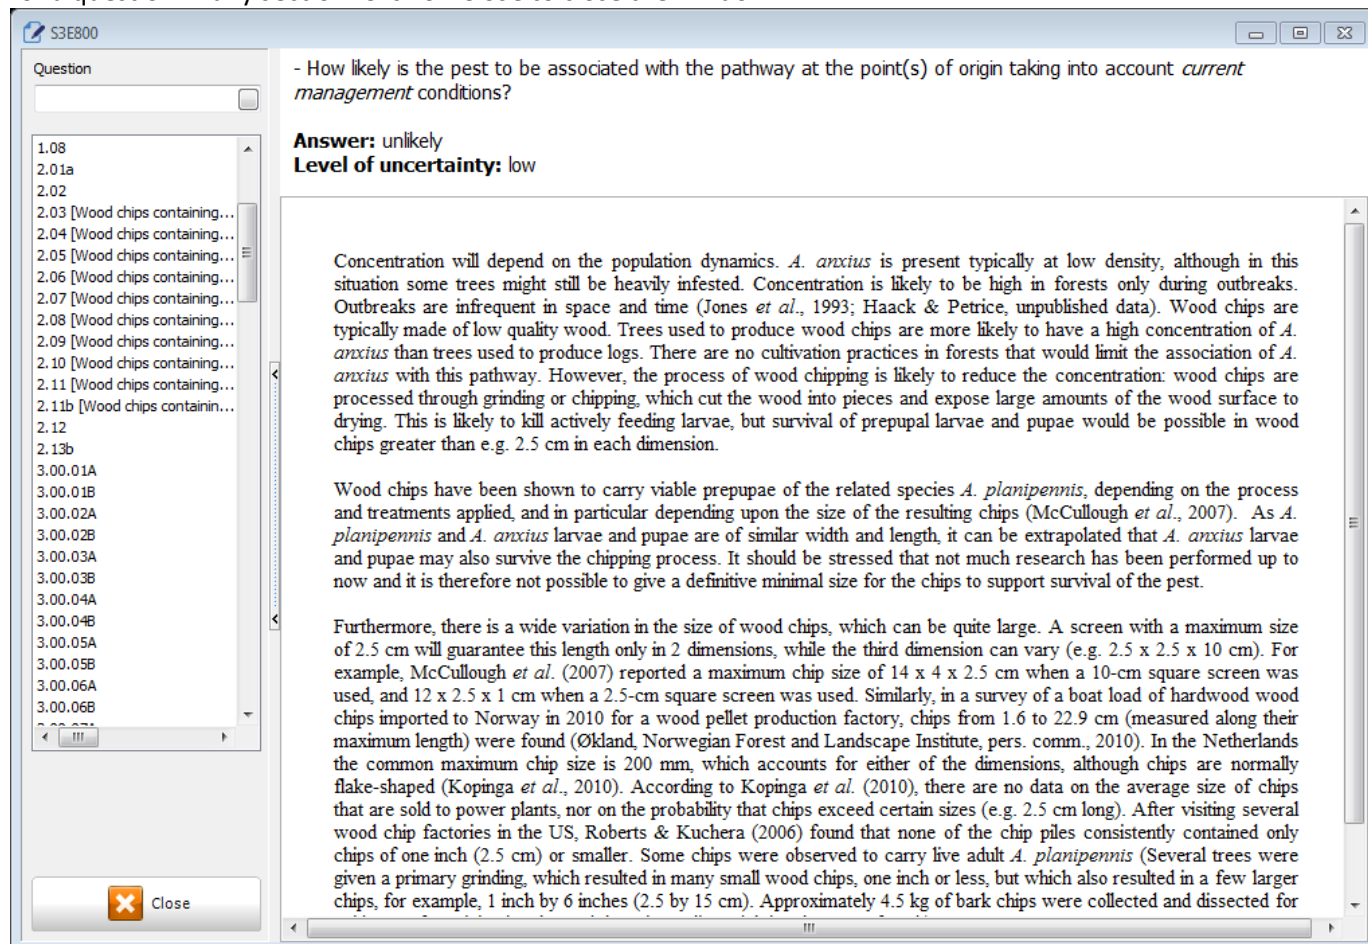 S3E800
Question
1.08
2.01a
2.02
2.03 [Wood chips containing...
2.04 [Wood chips containing...
2.05 [Wood chips containing...
2.06 [Wood chips containing...
2.07 [Wood chips containing...
2.08 [Wood chips containing...
2.09 [Wood chips containing...
2.10 [Wood chips containing...
2.11 [Wood chips containing...
2.11b [Wood chips containin...
2.12
2.13b
3.00.01A
3.00.01B
3.00.02A
3.00.02B
3.00.03A
3.00.03B
3.00.04A
3.00.04B
3.00.05A
3.00.05B
3.00.06A
3.00.06B
Close
- How likely is the pest to be associated with the pathway at the point(s) of origin taking into account current
management conditions?
Answer: unlikely
Level of uncertainty: low
Concentration will depend on the population dynamics. A. anxius is present typically at low density, although in this
situation some trees might still be heavily infested. Concentration is likely to be high in forests only during outbreaks.
Outbreaks are infrequent in space and time (Jones et al., 1993; Haack & Petrice, unpublished data). Wood chips are
typically made of low quality wood. Trees used to produce wood chips are more likely to have a high concentration of A.
anxius than trees used to produce logs. There are no cultivation practices in forests that would limit the association of A.
anxius with this pathway. However, the process of wood chipping is likely to reduce the concentration: wood chips are
processed through grinding or chipping, which cut the wood into pieces and expose large amounts of the wood surface to
drying. This is likely to kill actively feeding larvae, but survival of prepupal larvae and pupae would be possible in wood
chips greater than e.g. 2.5 cm in each dimension.
Wood chips have been shown to carry viable prepupae of the related species A. planipennis, depending on the process
and treatments applied, and in particular depending upon the size of the resulting chips (McCullough et al., 2007). As A.
planipennis and A. anxius larvae and pupae are of similar width and length, it can be extrapolated that A. anxius larvae
and pupae may also survive the chipping process. It should be stressed that not much research has been performed up to
now and it is therefore not possible to give a definitive minimal size for the chips to support survival of the pest.
Furthermore, there is a wide variation in the size of wood chips, which can be quite large. A screen with a maximum size
of 2.5 cm will guarantee this length only in 2 dimensions, while the third dimension can vary (e.g. 2.5 x 2.5 x 10 cm). For
example, McCullough et al. (2007) reported a maximum chip size of 14 x 4 x 2.5 cm when a 10-cm square screen was
used, and 12 x 2.5 x 1 cm when a 2.5-cm square screen was used. Similarly, in a survey of a boat load of hardwood wood
chips imported to Norway in 2010 for a wood pellet production factory, chips from 1.6 to 22.9 cm (measured along their
maximum length) were found (Økland, Norwegian Forest and Landscape Institute, pers. comm., 2010). In the Netherlands
the common maximum chip size is 200 mm, which accounts for either of the dimensions, although chips are normally
flake-shaped (Kopinga et al., 2010). According to Kopinga et al. (2010), there are no data on the average size of chips
that are sold to power plants, nor on the probability that chips exceed certain sizes (e.g. 2.5 cm long). After visiting several
wood chip factories in the US, Roberts & Kuchera (2006) found that none of the chip piles consistently contained only
chips of one inch (2.5 cm) or smaller. Some chips were observed to carry live adult A. planipennis (Several trees were
given a primary grinding, which resulted in many small wood chips, one inch or less, but which also resulted in a few larger
chips, for example, 1 inch by 6 inches (2.5 by 15 cm). Approximately 4.5 kg of bark chips were collected and dissected for